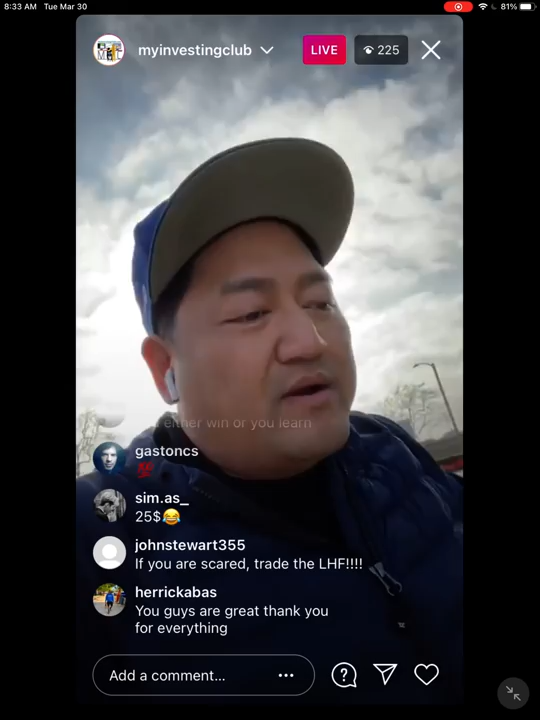 8:33 AM Tue Mar 30
81%
myinvestingclub
LIVE
225
either win or you learn
gastoncs
💯
sim.as_
25$😂
johnstewart355
If you are scared, trade the LHF!!!!
herrickabas
You guys are great thank you
for everything
Add a comment...